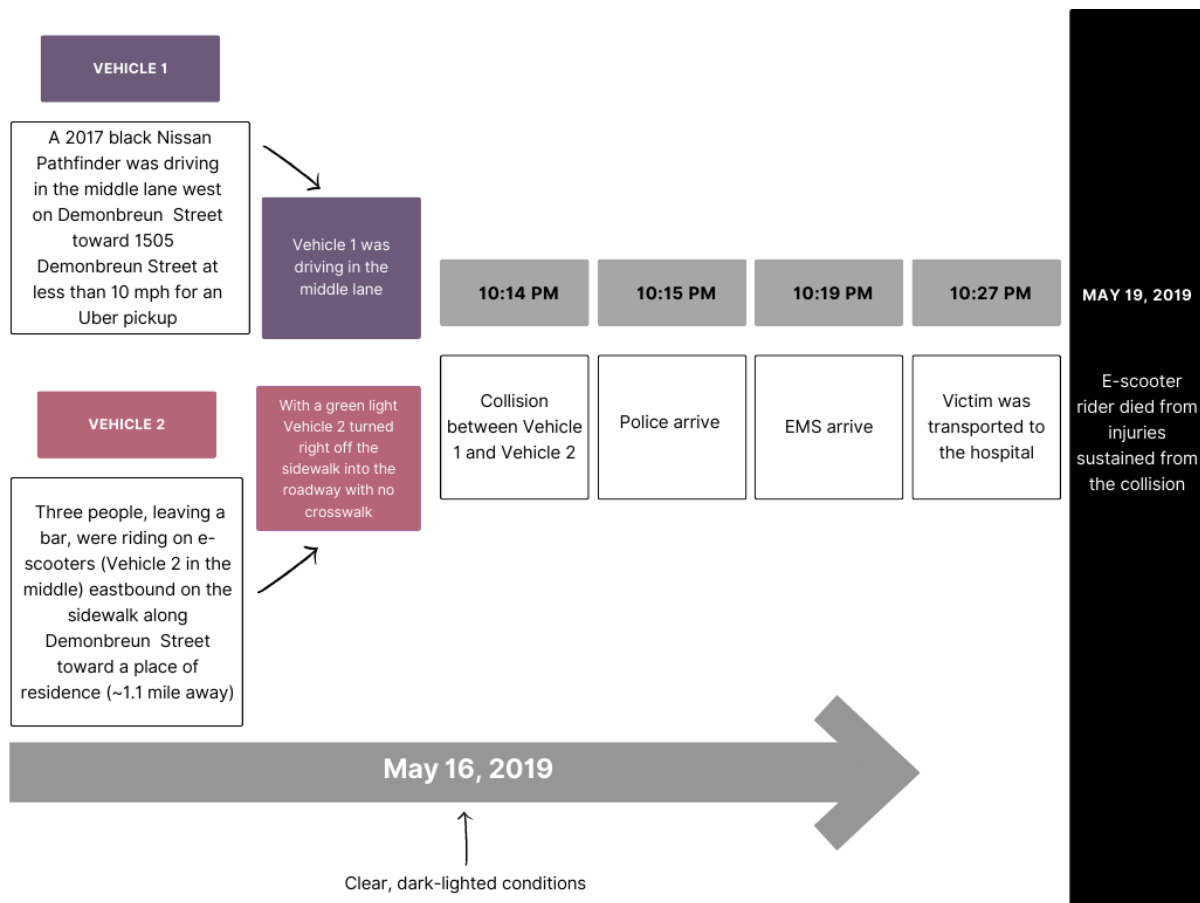 VEHICLE 1
A 2017 black Nissan
Pathfinder was driving
in the middle lane west
on Demonbreun Street
toward 1505
Demonbreun Street at
less than 10 mph for an
Uber pickup
Vehicle 1 was
driving in the
middle lane
VEHICLE 2
Three people, leaving a
bar, were riding on e-
scooters (Vehicle 2 in the
middle) eastbound on the
sidewalk along
Demonbreun Street
toward a place of
residence (~1.1 mile away)
With a green light
Vehicle 2 turned
right off the
sidewalk into the
roadway with no
crosswalk
10:14 PM
Collision
between Vehicle
1 and Vehicle 2
10:15 PM
Police arrive
10:19 PM
EMS arrive
10:27 PM
Victim was
transported to
the hospital
MAY 19, 2019
E-scooter
rider died from
injuries
sustained from
the collision
May 16, 2019
Clear, dark-lighted conditions